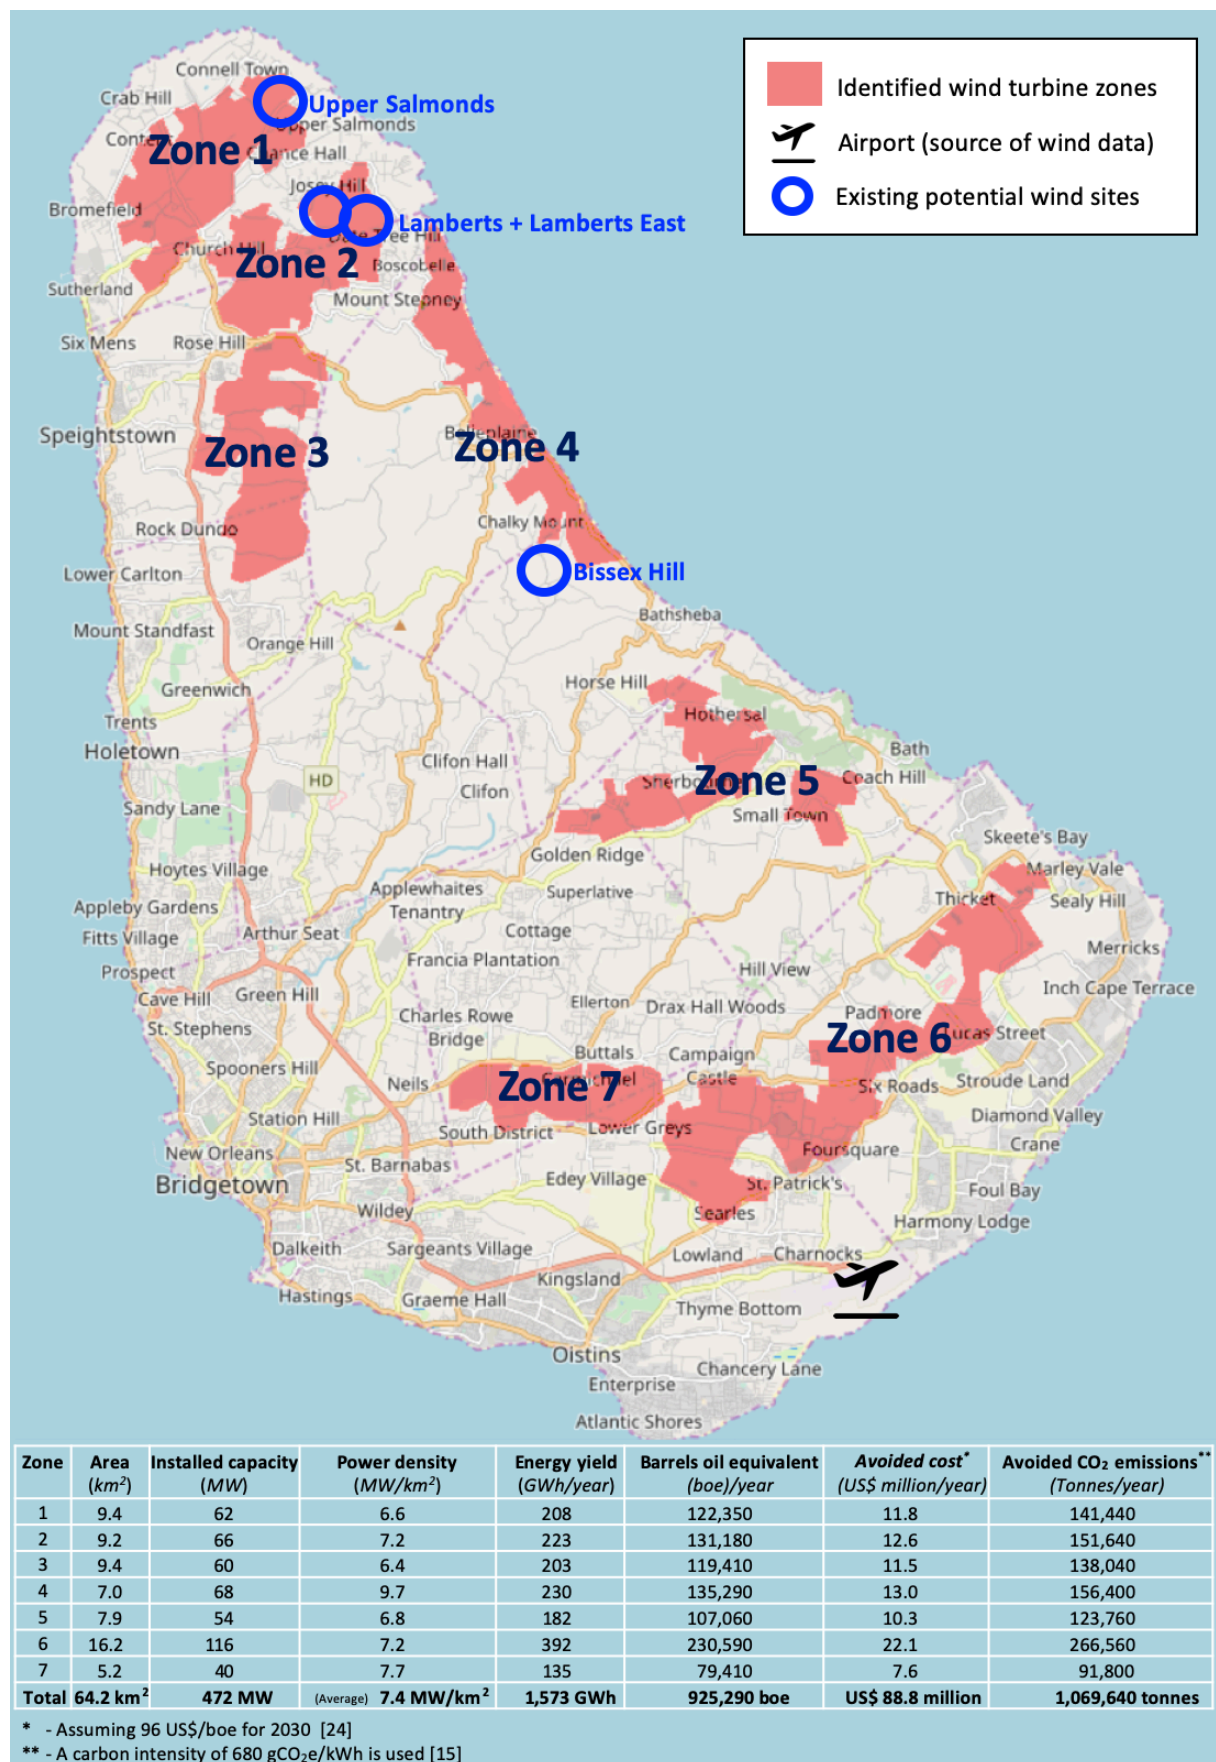 Connell Town
Crab Hill
Upper Salmonds
Upper Salmonds
Zone 1
Chance Hall
Josey Hill
Bromefield
Lamberts + Lamberts East
Date Tree Hill
Church Hill
Zone 2
Boscobelle
Sutherland
Mount Stepney
Six Mens
Rose Hill
Speightstown
Belleplaine
Zone 3
Zone 4
Chalky Mount
Rock Dundo
Lower Carlton
Bissex Hill
Bathsheba
Mount Standfast
Orange Hill
Horse Hill
Greenwich
Hothersal
Trents
Holetown
Bath
Clifon Hall
Zone 5
Coach Hill
HD
Clifon
Sandy Lane
Small Town
Skeete's Bay
Golden Ridge
Hoytes Village
Marley Vale
Applewhaites
Superlative
Thicket
Sealy Hill
Appleby Gardens
Tenantry
Fitts Village
Arthur Seat
Cottage
Merricks
Francia Plantation
Prospect
Hill View
Inch Cape Terrace
Cave Hill
Green Hill
Ellerton
Drax Hall Woods
St. Stephens
Charles Rowe
Bridge
Padmore
Zone 6
Lucas Street
Buttals
Campaign
Spooners Hill
Castle
Neils
Zone 7
Carmichael
Six Roads
Stroude Land
Station Hill
South District
Lower Greys
Diamond Valley
New Orleans
Foursquare
Crane
St. Barnabas
Bridgetown
Edey Village
St. Patrick's
Foul Bay
Wildey
Searles
Harmony Lodge
Dalkeith
Sargeants Village
Lowland
Charnocks
Kingsland
Hastings
Graeme Hall
Thyme Bottom
Oistins
Chancery Lane
Enterprise
Atlantic Shores
Identified wind turbine zones
Airport (source of wind data)
Existing potential wind sites
Zone Area Installed capacity Power density Energy yield Barrels oil equivalent Avoided cost* Avoided CO₂ emissions**
(km²) (MW) (MW/km²) (GWh/year) (boe)/year (US$ million/year) (Tonnes/year)
1 9.4 62 6.6 208 122,350 11.8 141,440
2 9.2 66 7.2 223 131,180 12.6 151,640
3 9.4 60 6.4 203 119,410 11.5 138,040
4 7.0 68 9.7 230 135,290 13.0 156,400
5 7.9 54 6.8 182 107,060 10.3 123,760
6 16.2 116 7.2 392 230,590 22.1 266,560
7 5.2 40 7.7 135 79,410 7.6 91,800
Total 64.2 km² 472 MW (Average) 7.4 MW/km² 1,573 GWh 925,290 boe US$ 88.8 million 1,069,640 tonnes
* - Assuming 96 US$/boe for 2030 [24]
** - A carbon intensity of 680 gCO₂e/kWh is used [15]